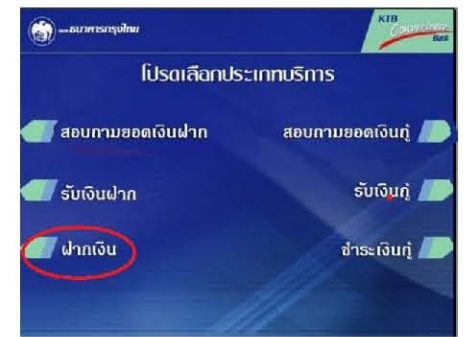 ธนาคารกรุงไทย
KTB
Convenience
Bank
โปรดเลือกประเภทบริการ
สอบถามยอดเงินฝาก
สอบถามยอดเงินกู้
รับเงินฝาก
รับเงินกู้
ฝากเงิน
ชำระเงินกู้